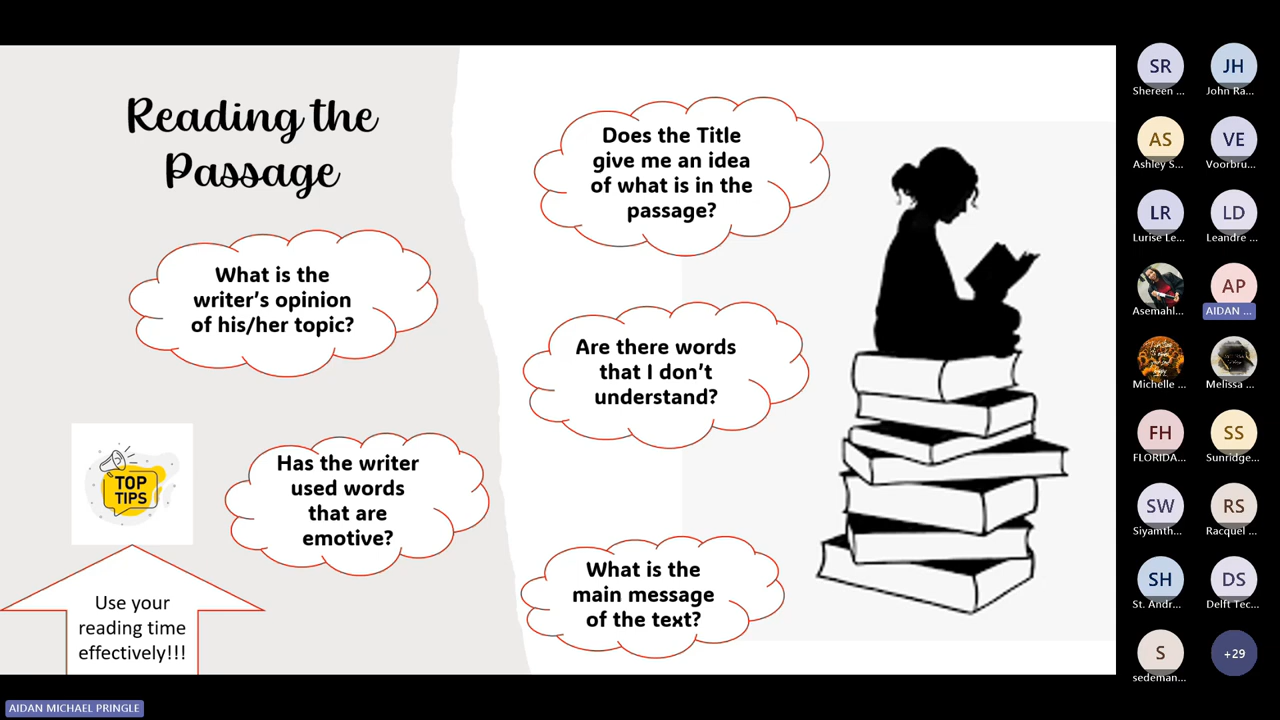 Reading the
Passage
What is the
writer’s opinion
of his/her topic?
TOP
TIPS
Has the writer
used words
that are
emotive?
Use your
reading time
effectively!!!
Does the Title
give me an idea
of what is in the
passage?
Are there words
that I don’t
understand?
What is the
main message
of the text?
SR
Shereen ...
JH
John Ra...
AS
Ashley S...
VE
Voorbru...
LR
Lurise Le...
LD
Leandre ...
Asemahl...
AP
AIDAN ...
Michelle ...
Melissa ...
FH
FLORIDA...
SS
Sunridge...
SW
Siyamth...
RS
Racquel ...
SH
St. Andr...
DS
Delft Tec...
S
sedeman...
+29
AIDAN MICHAEL PRINGLE